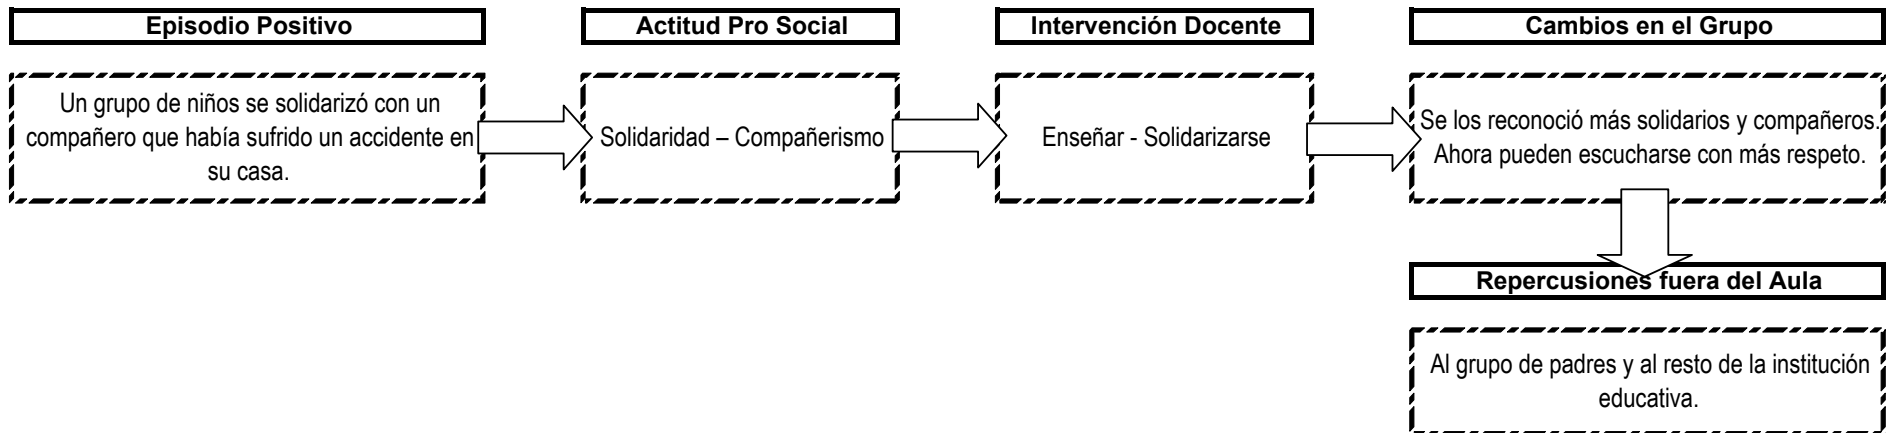 Episodio Positivo
Actitud Pro Social
Intervención Docente
Cambios en el Grupo
Un grupo de niños se solidarizó con un
compañero que había sufrido un accidente en
su casa.
Solidaridad – Compañerismo
Enseñar - Solidarizarse
Se los reconoció más solidarios y compañeros.
Ahora pueden escucharse con más respeto.
Repercusiones fuera del Aula
Al grupo de padres y al resto de la institución
educativa.